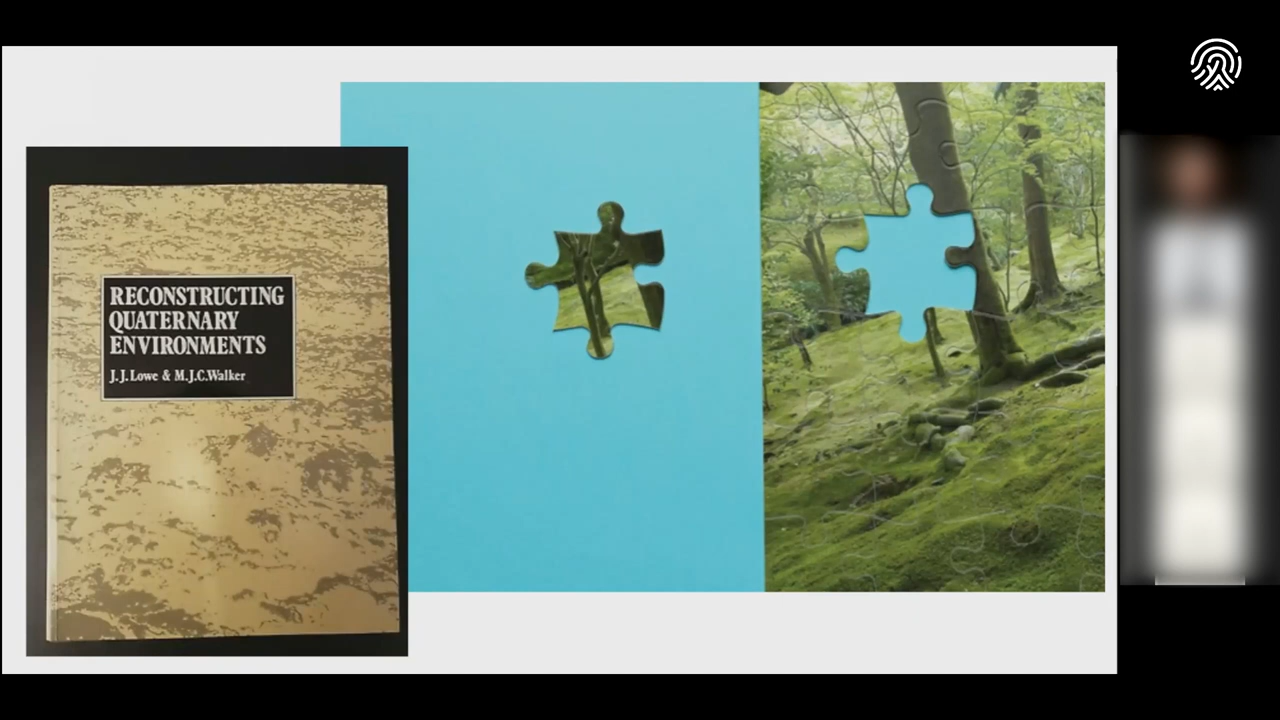 RECONSTRUCTING
QUATERNARY
ENVIRONMENTS
J.J.Lowe & M.J.C.Walker